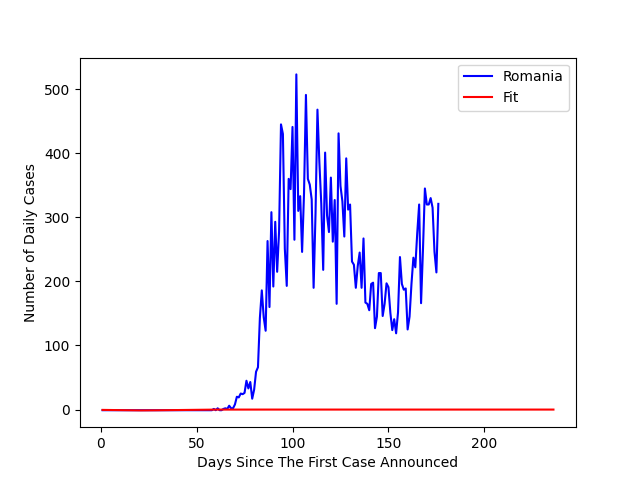 Romania
Fit
500
400
300
200
100
0
Number of Daily Cases
0 50 100 150 200
Days Since The First Case Announced